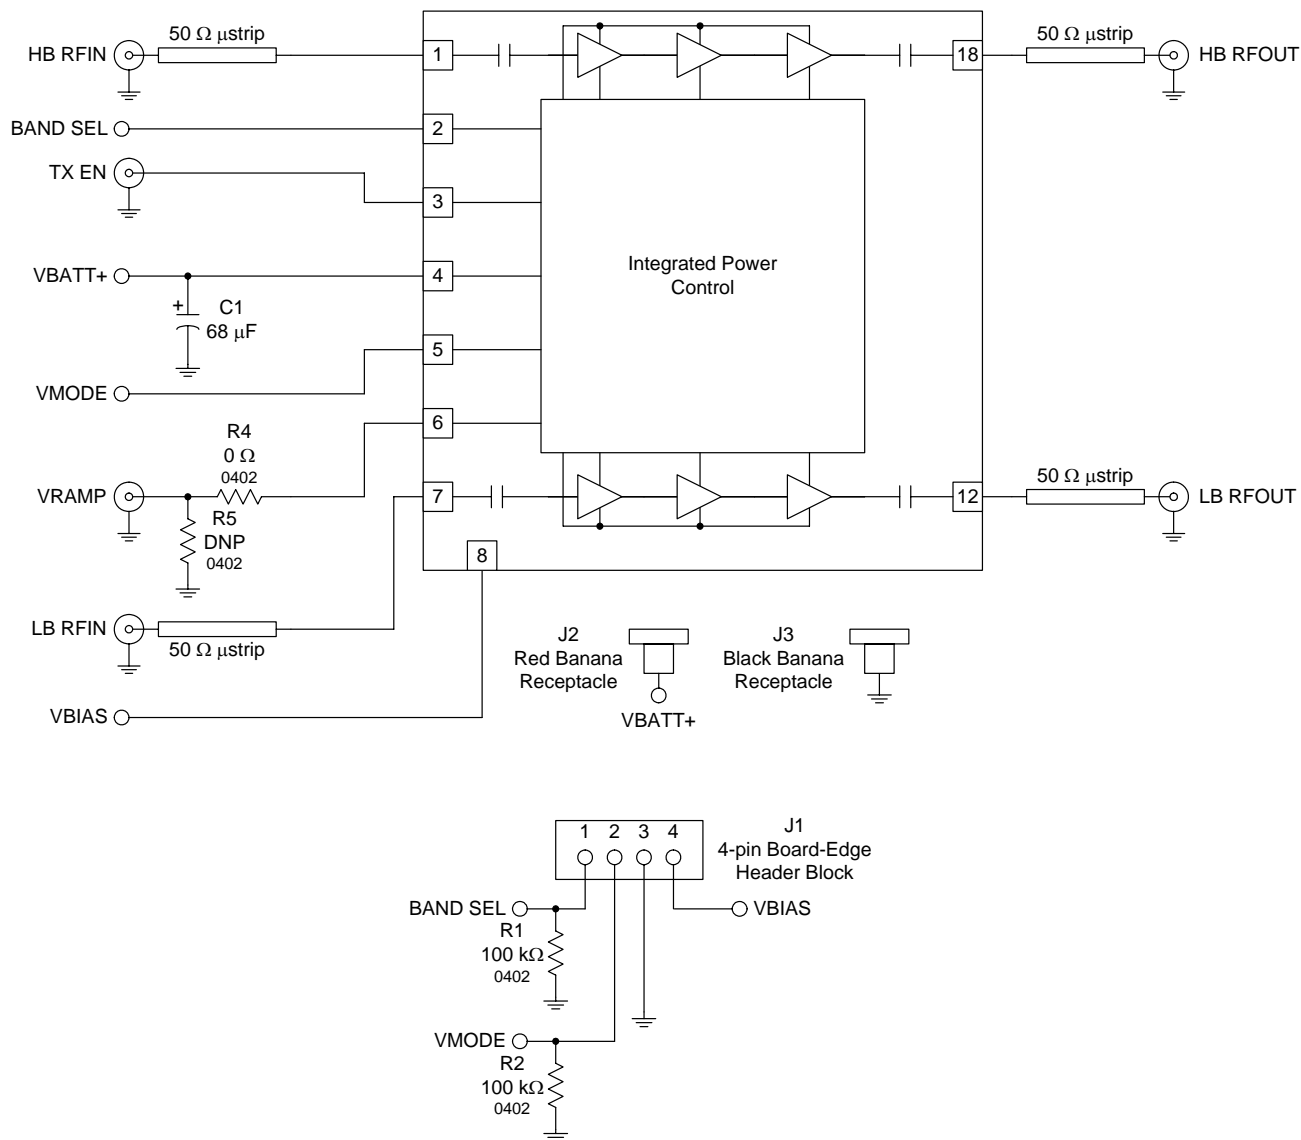 50 Ω µstrip
50 Ω µstrip
HB RFIN
1
18
HB RFOUT
BAND SEL
2
TX EN
3
VBATT+
4
Integrated Power
Control
+
C1
68 µF
5
VMODE
6
R4
0 Ω
0402
VRAMP
7
12
50 Ω µstrip
LB RFOUT
R5
DNP
0402
8
LB RFIN
50 Ω µstrip
J2
Red Banana
Receptacle
VBATT+
J3
Black Banana
Receptacle
VBIAS
1 2 3 4
J1
4-pin Board-Edge
Header Block
BAND SEL
VBIAS
R1
100 kΩ
0402
VMODE
R2
100 kΩ
0402